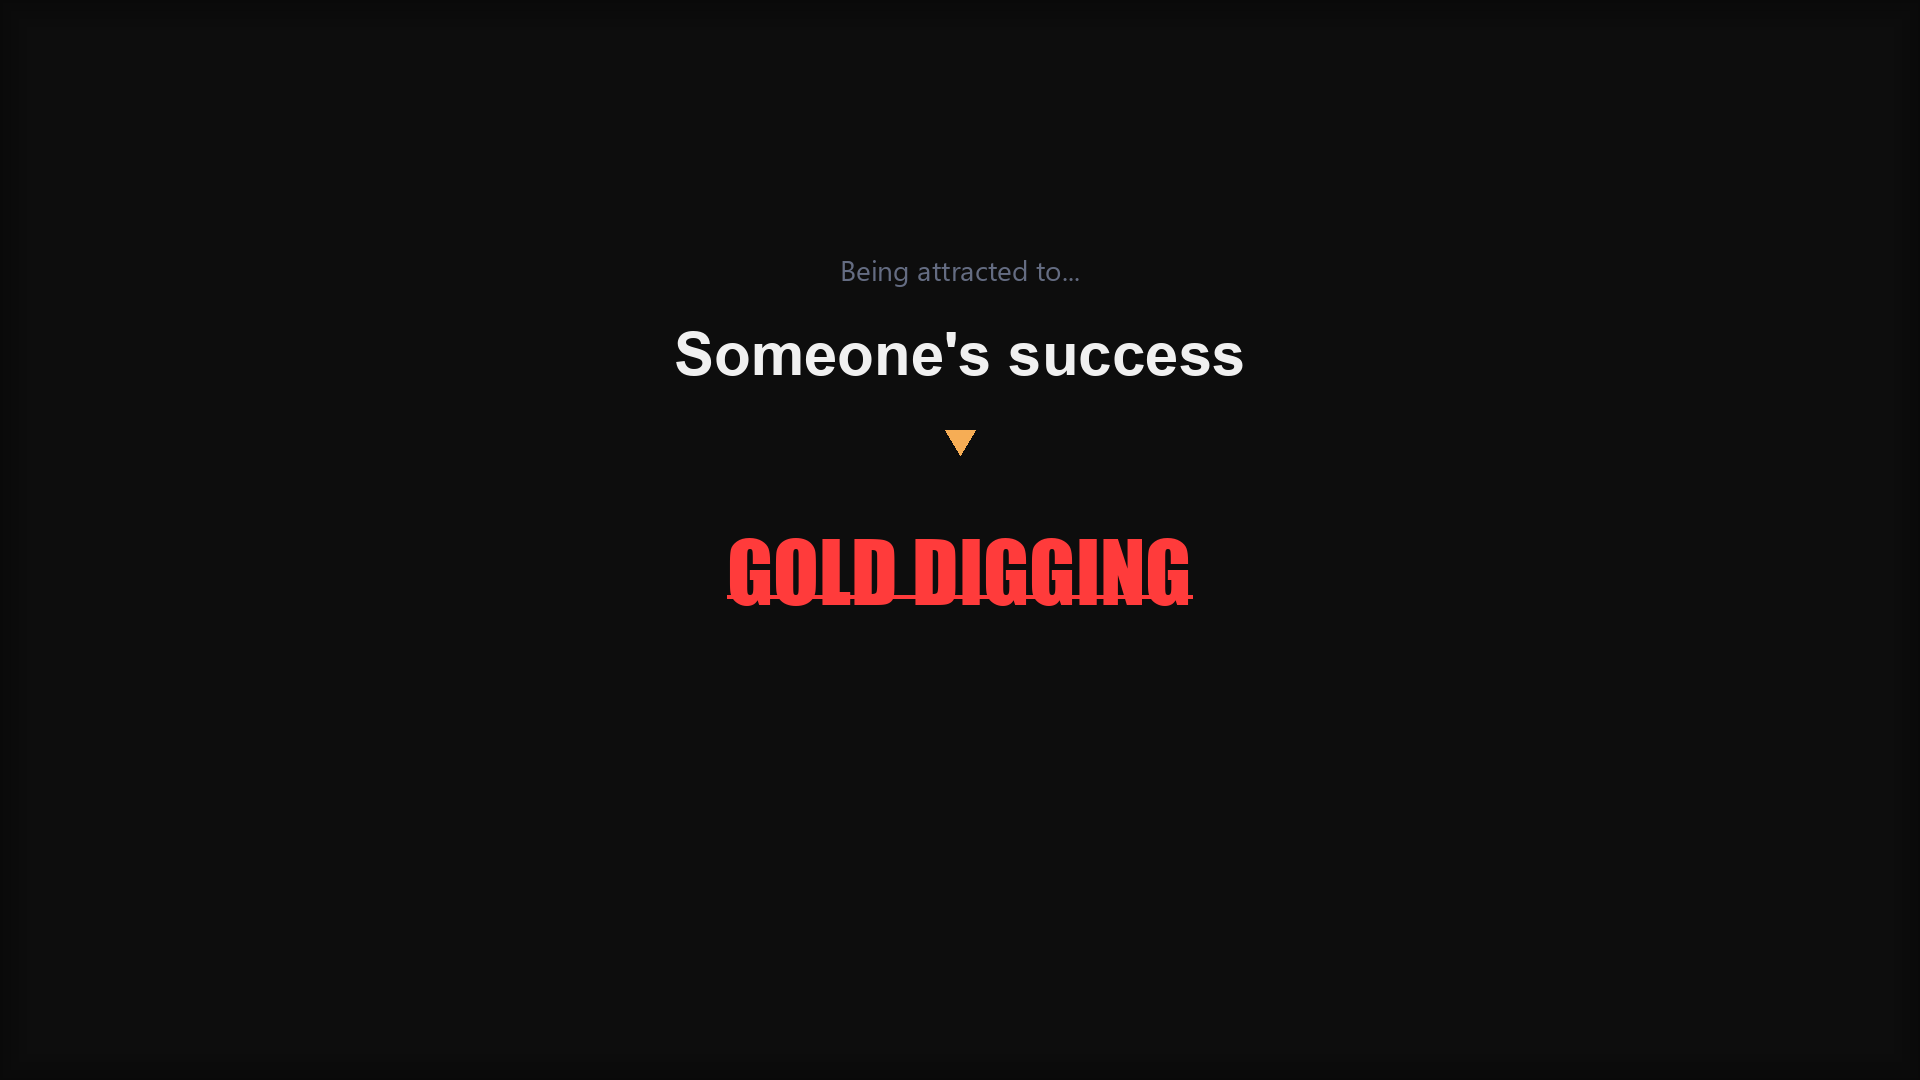 Being attracted to...
Someone's success
GOLD DIGGING